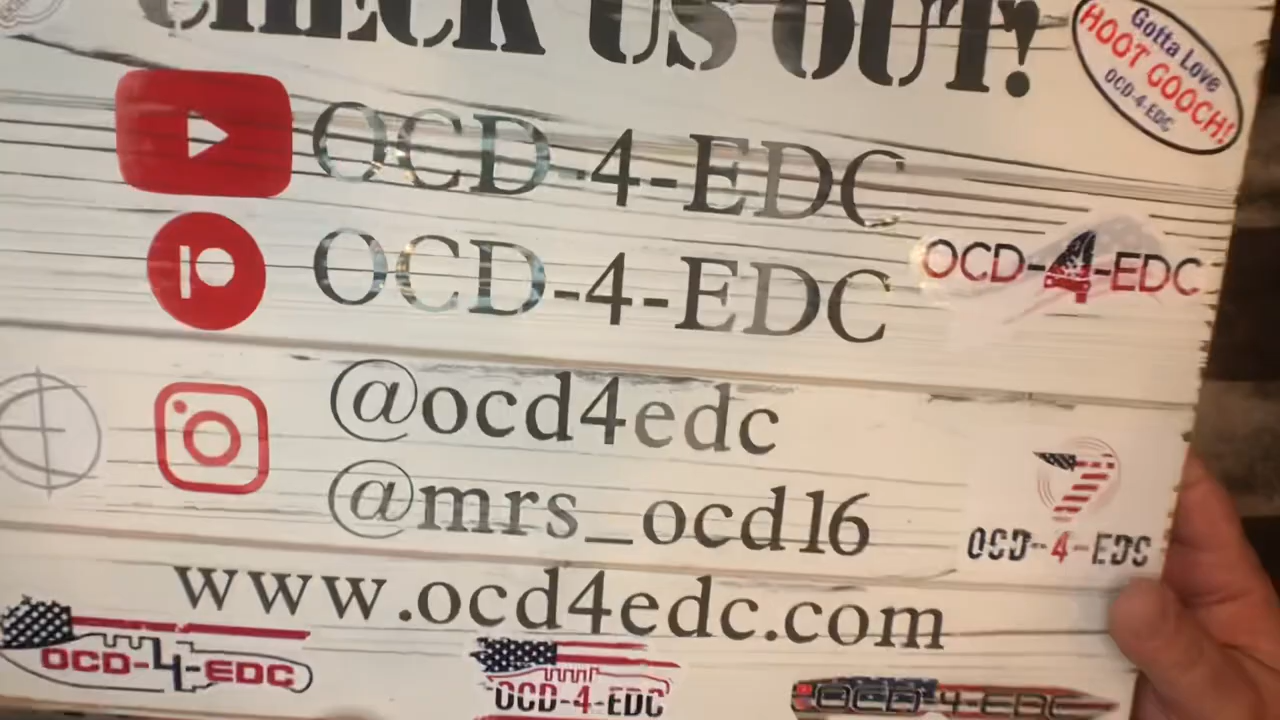 CHECK US OUT!
Gotta Love
HOOT GOOCH!
OCD-4-EDC
OCD-4-EDC
OCD-4-EDC
OCD-4-EDC
@ocd4edc
@mrs_ocd16
OCD-4-EDC
www.ocd4edc.com
OCD-4-EDC
OCD-4-EDC
OCD-4-EDC